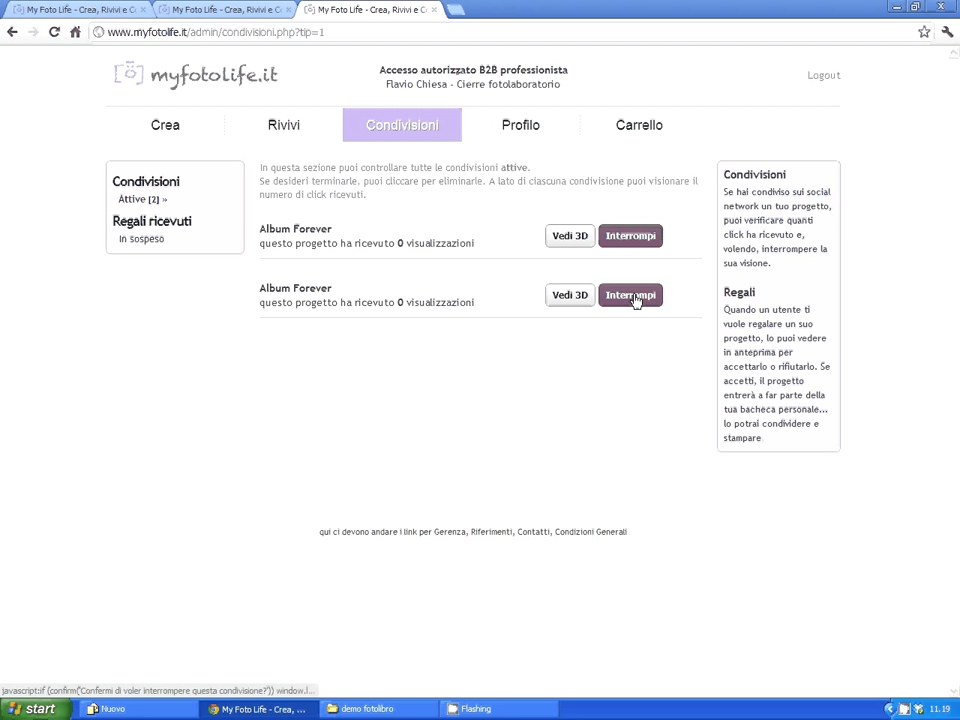 My Foto Life - Crea, Rivivi e C
My Foto Life - Crea, Rivivi e C
My Foto Life - Crea, Rivivi e C
www.myfotolife.it/admin/condivisioni.php?tip=1
myfotolife.it
Accesso autorizzato B2B professionista
Flavio Chiesa - Cierre fotolaboratorio
Logout
Crea
Rivivi
Condivisioni
Profilo
Carrello
Condivisioni
Attive [2] »
Regali ricevuti
In sospeso
In questa sezione puoi controllare tutte le condivisioni attive.
Se desideri terminarle, puoi cliccare per eliminarle. A lato di ciascuna condivisione puoi visionare il
numero di click ricevuti.
Album Forever
questo progetto ha ricevuto 0 visualizzazioni
Vedi 3D
Interrompi
Album Forever
questo progetto ha ricevuto 0 visualizzazioni
Vedi 3D
Interrompi
Condivisioni
Se hai condiviso sui social
network un tuo progetto,
puoi verificare quanti
click ha ricevuto e,
volendo, interrompere la
sua visione.
Regali
Quando un utente ti
vuole regalare un suo
progetto, lo puoi vedere
in anteprima per
accettarlo o rifiutarlo. Se
accetti, il progetto
entrerà a far parte della
tua bacheca personale...
lo potrai condividere e
stampare
qui ci devono andare i link per Gerenza, Riferimenti, Contatti, Condizioni Generali
javascript:if (confirm('Confermi di voler interrompere questa condivisione?')) window.l...
start
Nuovo
My Foto Life - Crea, ...
demo fotolibro
Flashing
11.19